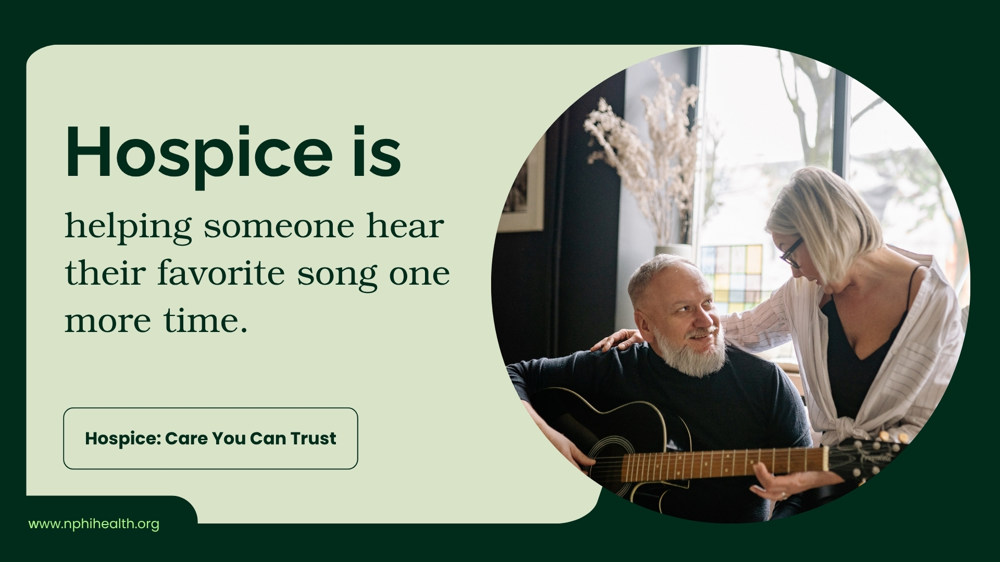 Hospice is
helping someone hear
their favorite song one
more time.
Hospice: Care You Can Trust
www.nphihealth.org